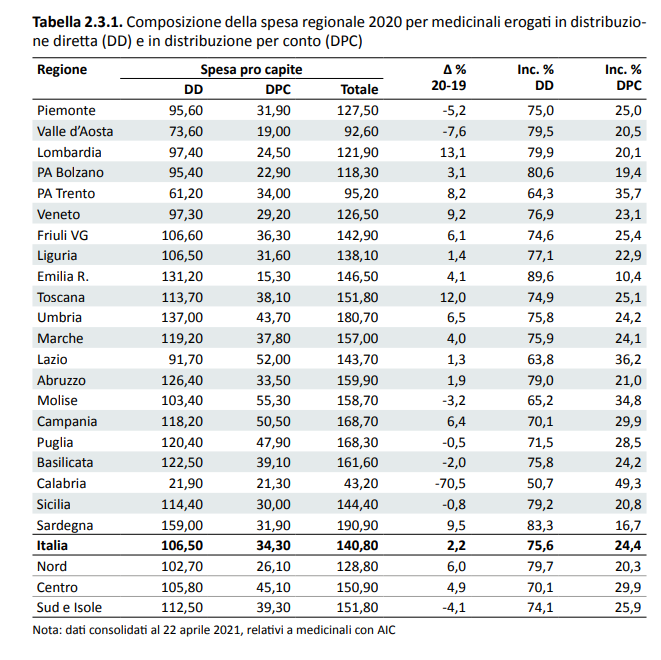 Tabella 2.3.1. Composizione della spesa regionale 2020 per medicinali erogati in distribuzio-
ne diretta (DD) e in distribuzione per conto (DPC)
Regione Spesa pro capite Δ % Inc. % Inc. %
DD DPC Totale 20-19 DD DPC
Piemonte 95,60 31,90 127,50 -5,2 75,0 25,0
Valle d’Aosta 73,60 19,00 92,60 -7,6 79,5 20,5
Lombardia 97,40 24,50 121,90 13,1 79,9 20,1
PA Bolzano 95,40 22,90 118,30 3,1 80,6 19,4
PA Trento 61,20 34,00 95,20 8,2 64,3 35,7
Veneto 97,30 29,20 126,50 9,2 76,9 23,1
Friuli VG 106,60 36,30 142,90 6,1 74,6 25,4
Liguria 106,50 31,60 138,10 1,4 77,1 22,9
Emilia R. 131,20 15,30 146,50 4,1 89,6 10,4
Toscana 113,70 38,10 151,80 12,0 74,9 25,1
Umbria 137,00 43,70 180,70 6,5 75,8 24,2
Marche 119,20 37,80 157,00 4,0 75,9 24,1
Lazio 91,70 52,00 143,70 1,3 63,8 36,2
Abruzzo 126,40 33,50 159,90 1,9 79,0 21,0
Molise 103,40 55,30 158,70 -3,2 65,2 34,8
Campania 118,20 50,50 168,70 6,4 70,1 29,9
Puglia 120,40 47,90 168,30 -0,5 71,5 28,5
Basilicata 122,50 39,10 161,60 -2,0 75,8 24,2
Calabria 21,90 21,30 43,20 -70,5 50,7 49,3
Sicilia 114,40 30,00 144,40 -0,8 79,2 20,8
Sardegna 159,00 31,90 190,90 9,5 83,3 16,7
Italia 106,50 34,30 140,80 2,2 75,6 24,4
Nord 102,70 26,10 128,80 6,0 79,7 20,3
Centro 105,80 45,10 150,90 4,9 70,1 29,9
Sud e Isole 112,50 39,30 151,80 -4,1 74,1 25,9
Nota: dati consolidati al 22 aprile 2021, relativi a medicinali con AIC